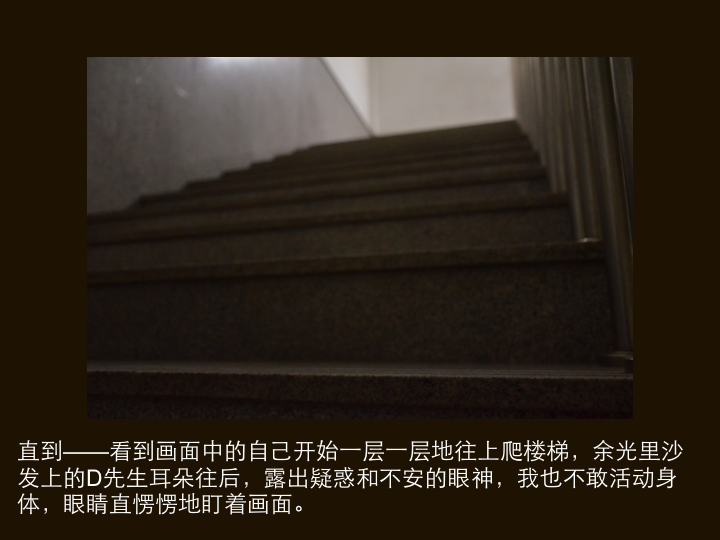 直到——看到画面中的自己开始一层一层地往上爬楼梯，余光里沙
发上的D先生耳朵往后，露出疑惑和不安的眼神，我也不敢活动身
体，眼睛直愣愣地盯着画面。